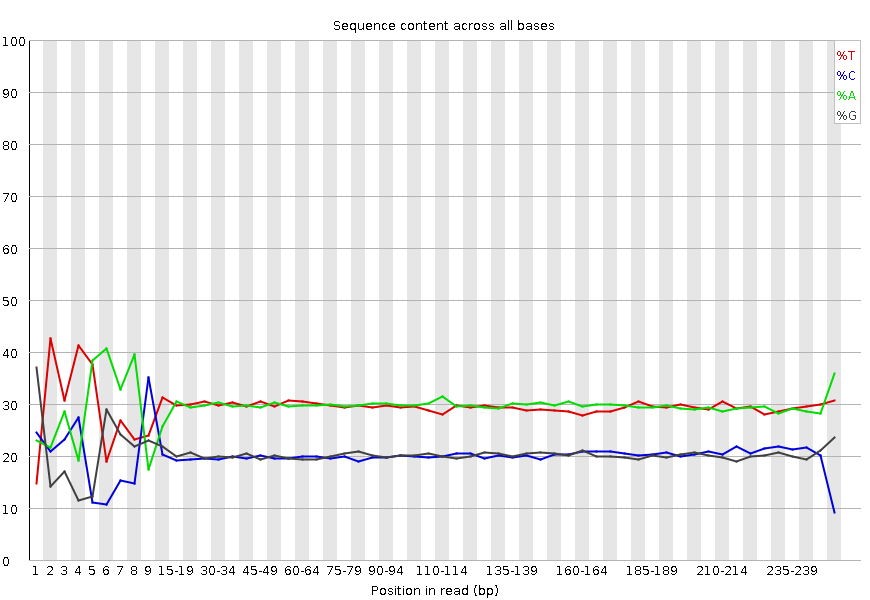 Sequence content across all bases
100
90
80
70
60
50
40
30
20
10
0
%T
%C
%A
%G
1 2 3 4 5 6 7 8 9 15-19 30-34 45-49 60-64 75-79 90-94 110-114 135-139 160-164 185-189 210-214 235-239
Position in read (bp)